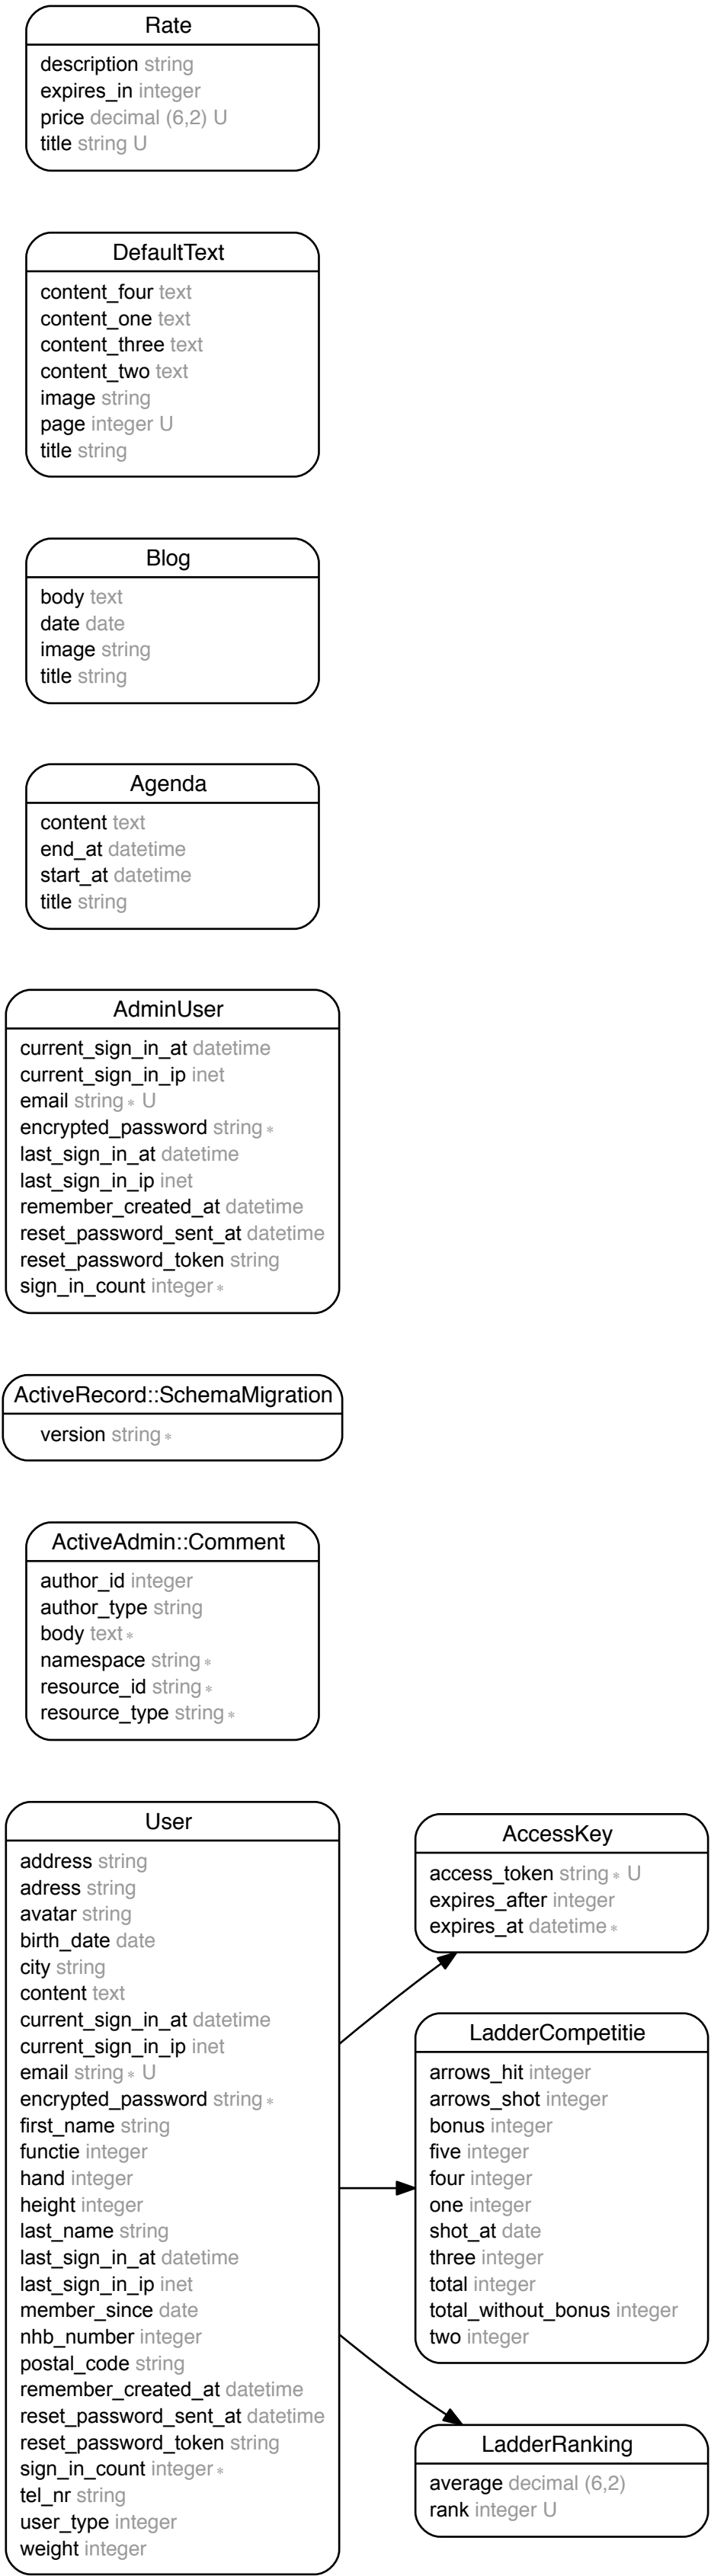 Rate
description string
expires_in integer
price decimal (6,2) U
title string U
DefaultText
content_four text
content_one text
content_three text
content_two text
image string
page integer U
title string
Blog
body text
date date
image string
title string
Agenda
content text
end_at datetime
start_at datetime
title string
AdminUser
current_sign_in_at datetime
current_sign_in_ip inet
email string * U
encrypted_password string *
last_sign_in_at datetime
last_sign_in_ip inet
remember_created_at datetime
reset_password_sent_at datetime
reset_password_token string
sign_in_count integer *
ActiveRecord::SchemaMigration
version string *
ActiveAdmin::Comment
author_id integer
author_type string
body text *
namespace string *
resource_id string *
resource_type string *
User
address string
adress string
avatar string
birth_date date
city string
content text
current_sign_in_at datetime
current_sign_in_ip inet
email string * U
encrypted_password string *
first_name string
functie integer
hand integer
height integer
last_name string
last_sign_in_at datetime
last_sign_in_ip inet
member_since date
nhb_number integer
postal_code string
remember_created_at datetime
reset_password_sent_at datetime
reset_password_token string
sign_in_count integer *
tel_nr string
user_type integer
weight integer
AccessKey
access_token string * U
expires_after integer
expires_at datetime *
LadderCompetitie
arrows_hit integer
arrows_shot integer
bonus integer
five integer
four integer
one integer
shot_at date
three integer
total integer
total_without_bonus integer
two integer
LadderRanking
average decimal (6,2)
rank integer U